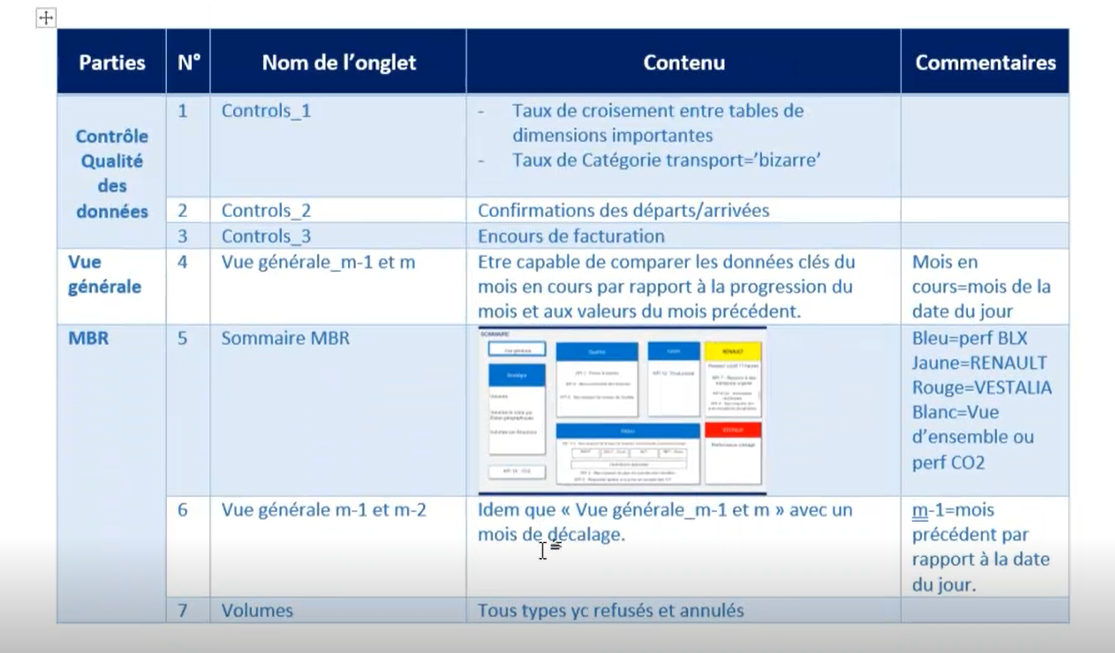 Parties N° Nom de l'onglet Contenu Commentaires
1 Controls_1 - Taux de croisement entre tables de
dimensions importantes
Contrôle
Qualité
des
données
- Taux de Catégorie transport='bizarre'
2 Controls_2 Confirmations des départs/arrivées
3 Controls_3 Encours de facturation
Vue
générale
4 Vue générale_m-1 et m
Etre capable de comparer les données clés du
mois en cours par rapport à la progression du
mois et aux valeurs du mois précédent.
Mois en
cours=mois de la
date du jour
MBR 5 Sommaire MBR
SOMMAIRE
RENAULT
Bleu=perf BLX
Jaune=RENAULT
Rouge=VESTALIA
Blanc=Vue
d'ensemble ou
perf CO2
6 Vue générale m-1 et m-2
Idem que « Vue générale_m-1 et m » avec un
mois de décalage.
m-1=mois
précédent par
rapport à la date
du jour.
7 Volumes Tous types yc refusés et annulés